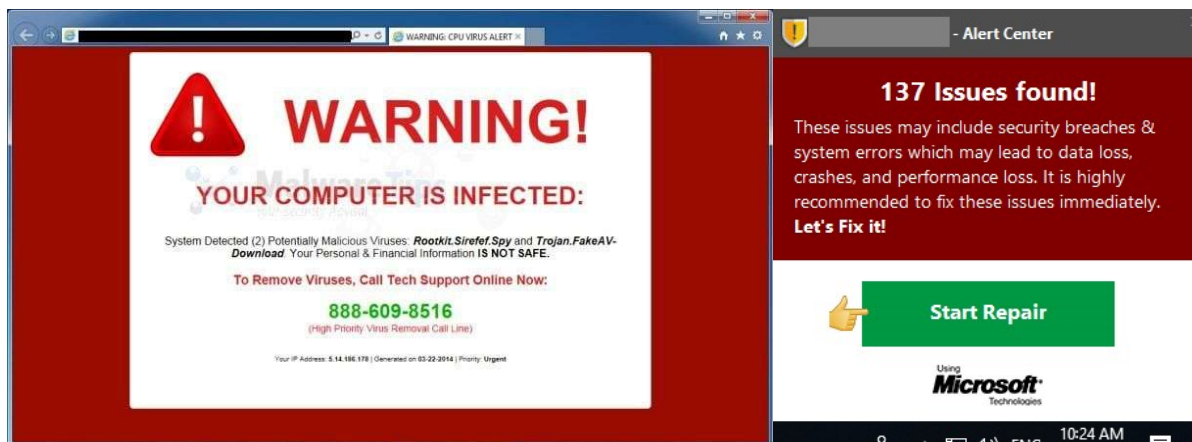 WARNING: CPU VIRUS ALERT
WARNING!
MalwareTips
YOUR COMPUTER IS INFECTED:
System Detected (2) Potentially Malicious Viruses: Rootkit.Sirefef.Spy and Trojan.FakeAV-
Download. Your Personal & Financial Information IS NOT SAFE.
To Remove Viruses, Call Tech Support Online Now:
888-609-8516
(High Priority Virus Removal Call Line)
Your IP Address: 5.14.186.178 | Generated on 03-22-2014 | Priority: Urgent
- Alert Center
137 Issues found!
These issues may include security breaches &
system errors which may lead to data loss,
crashes, and performance loss. It is highly
recommended to fix these issues immediately.
Let's Fix it!
Start Repair
Using
Microsoft
Technologies
ENG
10:24 AM